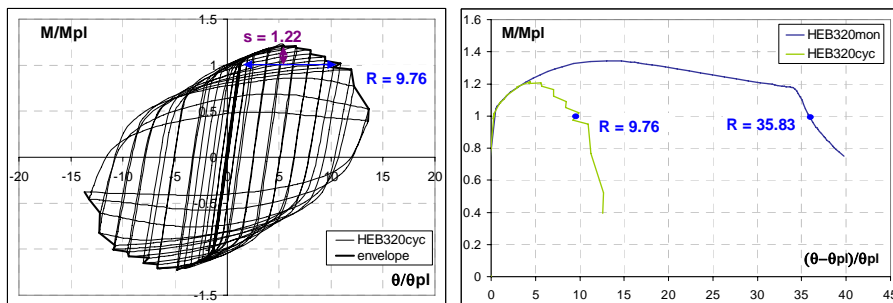 M/Mpl
1.5
s = 1.22
1
R = 9.76
0.5
0
-20 -15 -10 -5 0 5 10 15 20
-1.5
HEB320cyc
envelope
θ/θpl
M/Mpl
1.6
1.4
1.2
1
0.8
0.6
0.4
0.2
0
HEB320mon
HEB320cyc
R = 9.76
R = 35.83
(θ-θpl)/θpl
0 5 10 15 20 25 30 35 40 45